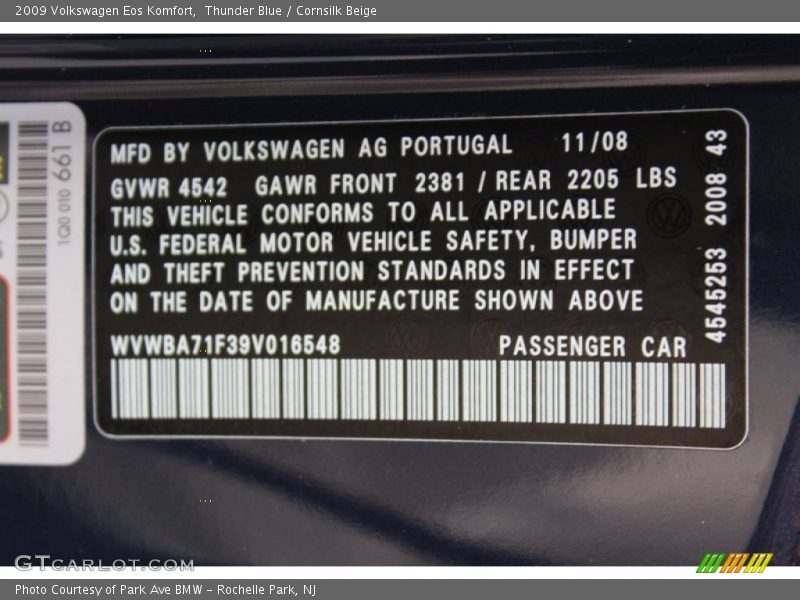 2009 Volkswagen Eos Komfort, Thunder Blue / Cornsilk Beige
1Q0 010 661 B
MFD BY VOLKSWAGEN AG PORTUGAL 11/08
GVWR 4542 GAWR FRONT 2381 / REAR 2205 LBS
THIS VEHICLE CONFORMS TO ALL APPLICABLE
U.S. FEDERAL MOTOR VEHICLE SAFETY, BUMPER
AND THEFT PREVENTION STANDARDS IN EFFECT
ON THE DATE OF MANUFACTURE SHOWN ABOVE
WVWBA71F39V016548 PASSENGER CAR
4545253 2008 43
GTCARLOT.COM
Photo Courtesy of Park Ave BMW - Rochelle Park, NJ